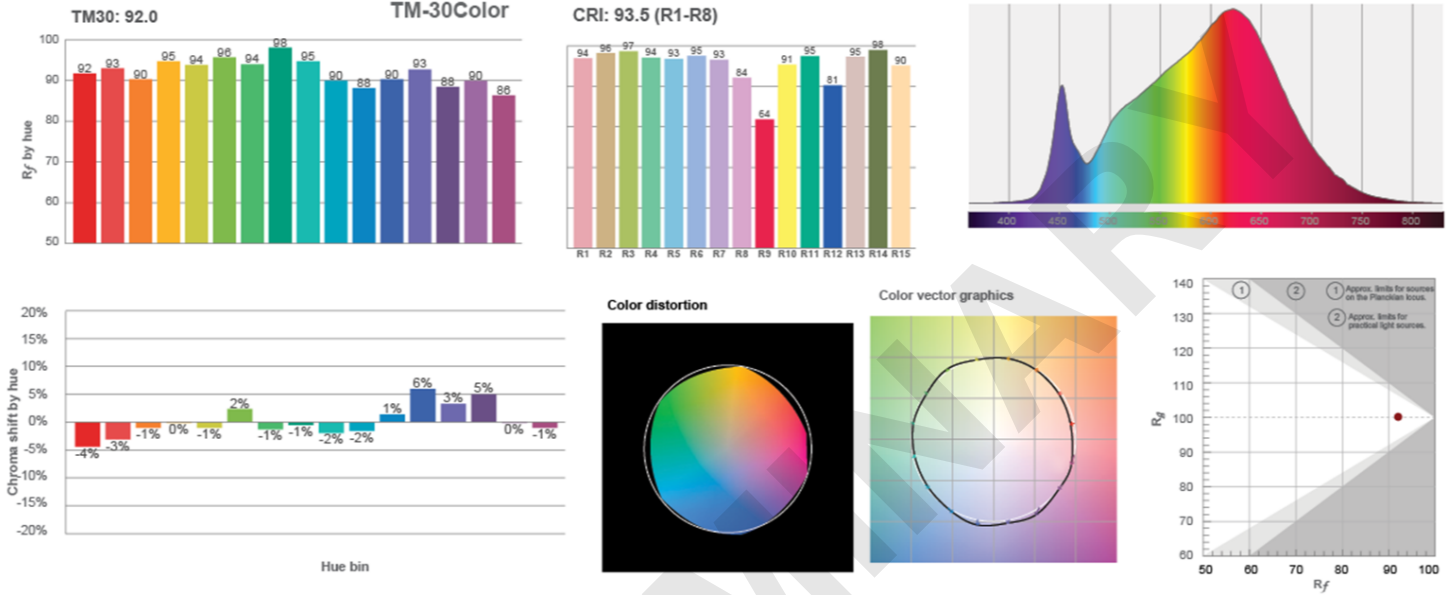 TM30: 92.0
TM-30Color
Rf by hue
100
90
80
70
60
50
92 93 90 95 94 96 94 98 95 90 88 90 93 88 90 86
CRI: 93.5 (R1-R8)
94 96 97 94 93 95 93 84 64 91 95 81 95 98 90
R1 R2 R3 R4 R5 R6 R7 R8 R9 R10 R11 R12 R13 R14 R15
400 450 500 550 600 650 700 750 800
Chroma shift by hue
20%
15%
10%
5%
0%
-5%
-10%
-15%
-20%
-4% -3% -1% 0% -1% 2% -1% -1% -2% -2% 1% 6% 3% 5% 0% -1%
Hue bin
Color distortion
Color vector graphics
Rg
140
130
120
110
100
90
80
70
60
1 2
1 Approx. limits for sources
on the Planckian locus.
2 Approx. limits for
practical light sources.
50 60 70 80 90 100
Rf